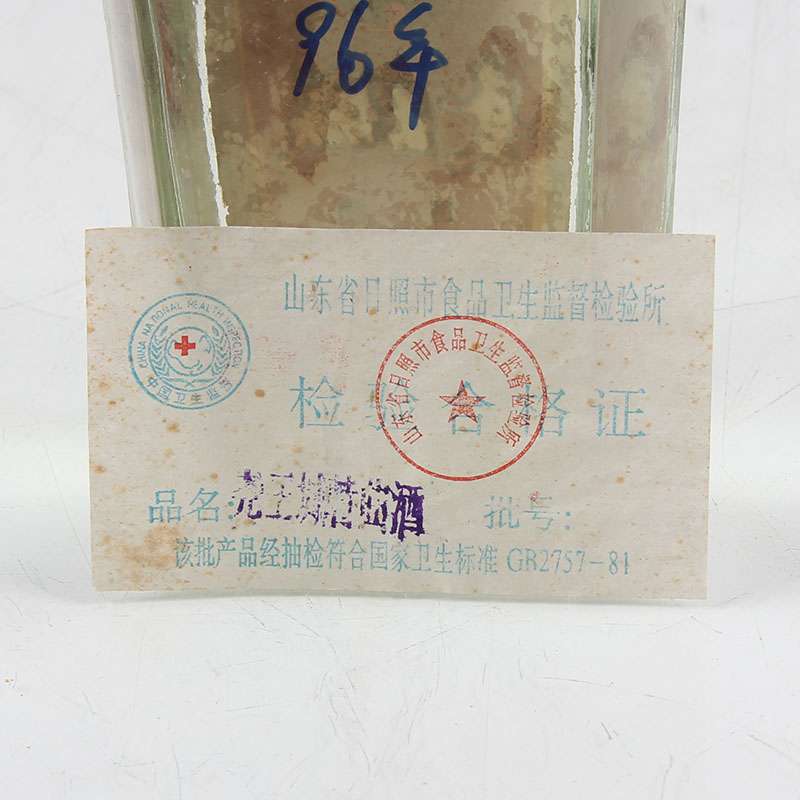 96年
山东省日照市食品卫生监督检验所
CHINA NATIONAL HEALTH INSPECTION
中国卫生监督
山东省日照市食品卫生监督检验所
检验合格证
品名:尧王 酒 批号:
该批产品经抽检符合国家卫生标准 GB2757-81